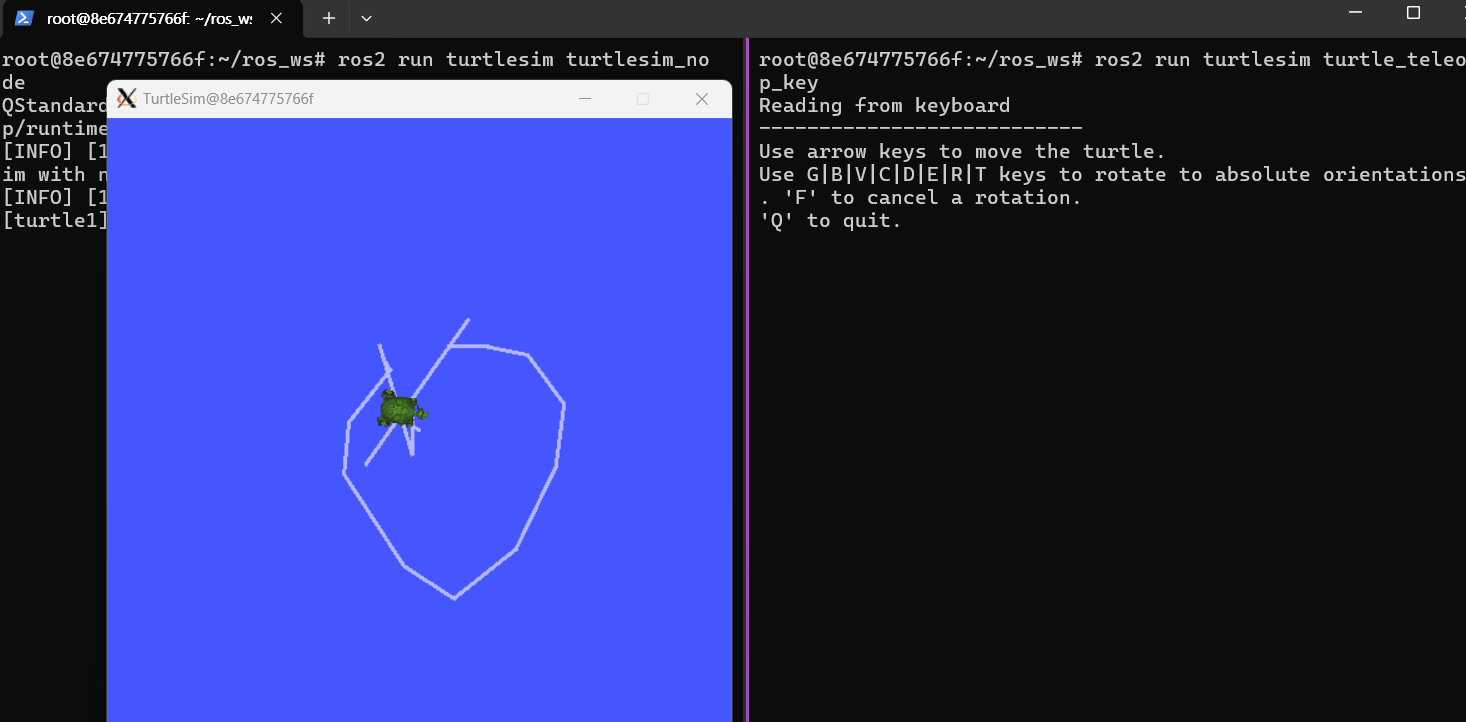 root@8e674775766f: ~/ros_ws
root@8e674775766f:~/ros_ws# ros2 run turtlesim turtlesim_no
de
QStandard
p/runtime
[INFO] [1
im with n
[INFO] [1
[turtle1]
TurtleSim@8e674775766f
root@8e674775766f:~/ros_ws# ros2 run turtlesim turtle_teleo
p_key
Reading from keyboard
---------------------------
Use arrow keys to move the turtle.
Use G|B|V|C|D|E|R|T keys to rotate to absolute orientations
. 'F' to cancel a rotation.
'Q' to quit.